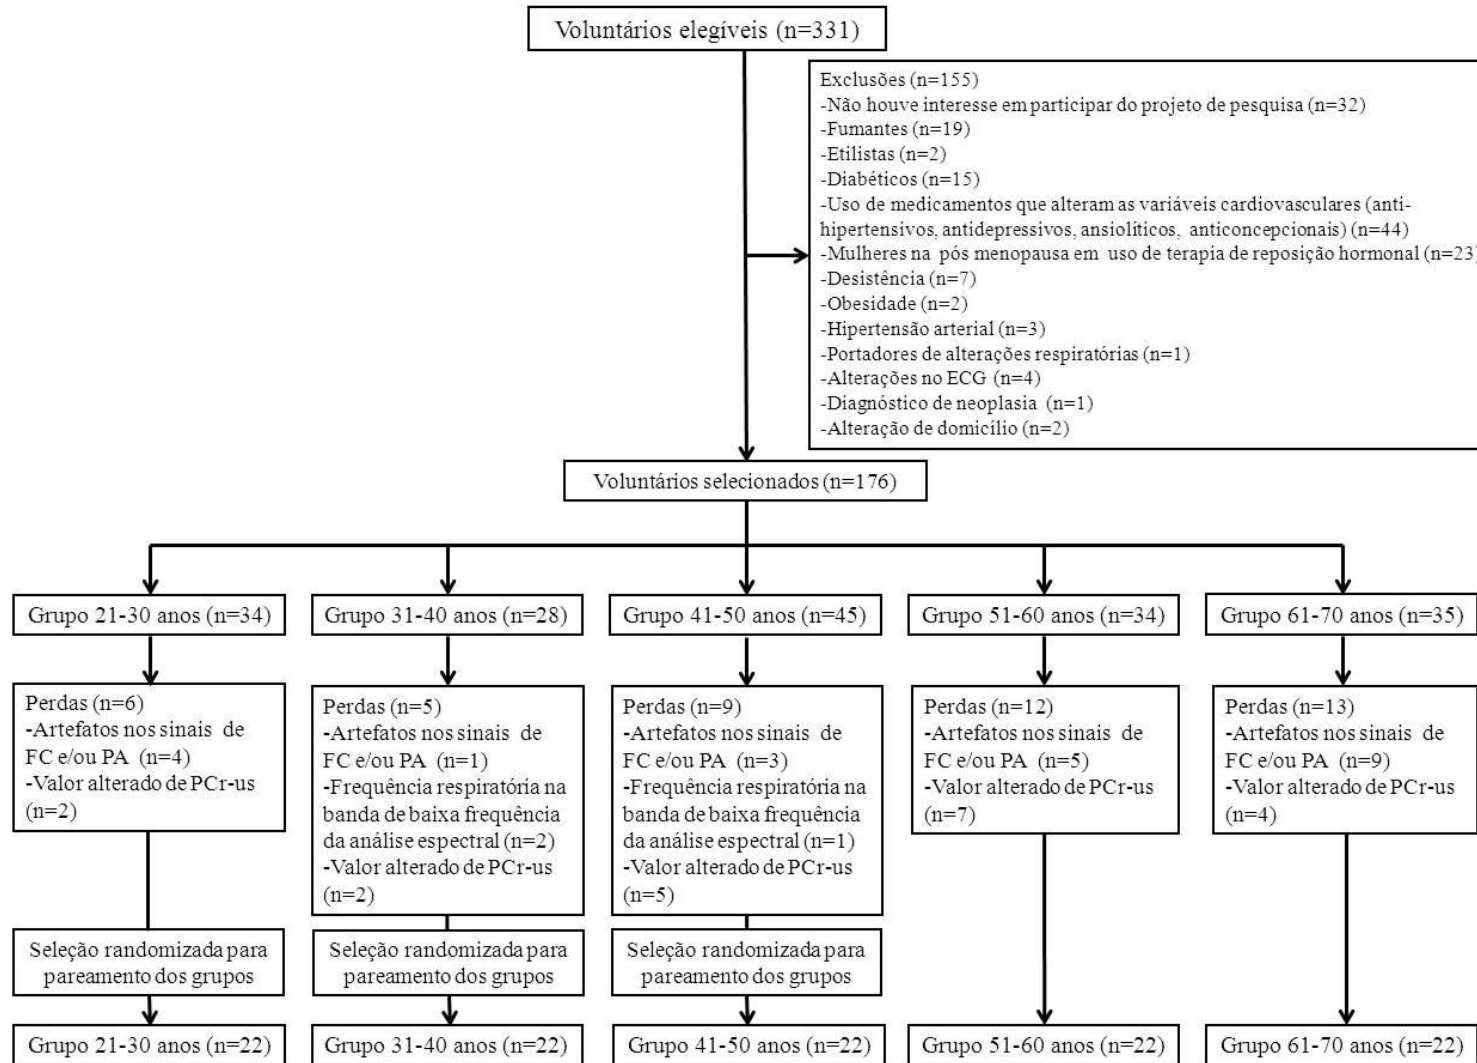 Voluntários elegíveis (n=331)
Exclusões (n=155)
-Não houve interesse em participar do projeto de pesquisa (n=32)
-Fumantes (n=19)
-Etilistas (n=2)
-Diabéticos (n=15)
-Uso de medicamentos que alteram as variáveis cardiovasculares (anti-
hipertensivos, antidepressivos, ansiolíticos, anticoncepcionais) (n=44)
-Mulheres na pós menopausa em uso de terapia de reposição hormonal (n=23)
-Desistência (n=7)
-Obesidade (n=2)
-Hipertensão arterial (n=3)
-Portadores de alterações respiratórias (n=1)
-Alterações no ECG (n=4)
-Diagnóstico de neoplasia (n=1)
-Alteração de domicílio (n=2)
Voluntários selecionados (n=176)
Grupo 21-30 anos (n=34)
Grupo 31-40 anos (n=28)
Grupo 41-50 anos (n=45)
Grupo 51-60 anos (n=34)
Grupo 61-70 anos (n=35)
Perdas (n=6)
-Artefatos nos sinais de
FC e/ou PA (n=4)
-Valor alterado de PCr-us
(n=2)
Perdas (n=5)
-Artefatos nos sinais de
FC e/ou PA (n=1)
-Frequência respiratória na
banda de baixa frequência
da análise espectral (n=2)
-Valor alterado de PCr-us
(n=2)
Perdas (n=9)
-Artefatos nos sinais de
FC e/ou PA (n=3)
-Frequência respiratória na
banda de baixa frequência
da análise espectral (n=1)
-Valor alterado de PCr-us
(n=5)
Perdas (n=12)
-Artefatos nos sinais de
FC e/ou PA (n=5)
-Valor alterado de PCr-us
(n=7)
Perdas (n=13)
-Artefatos nos sinais de
FC e/ou PA (n=9)
-Valor alterado de PCr-us
(n=4)
Seleção randomizada para
pareamento dos grupos
Seleção randomizada para
pareamento dos grupos
Seleção randomizada para
pareamento dos grupos
Grupo 21-30 anos (n=22)
Grupo 31-40 anos (n=22)
Grupo 41-50 anos (n=22)
Grupo 51-60 anos (n=22)
Grupo 61-70 anos (n=22)